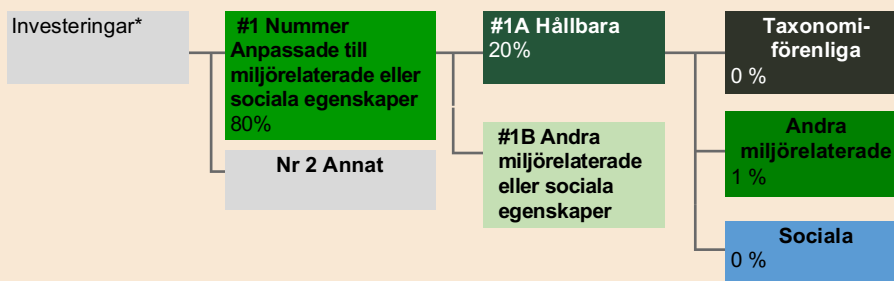 Investeringar*
#1 Nummer
Anpassade till
miljörelaterade eller
sociala egenskaper
80%
Nr 2 Annat
#1A Hållbara
20%
#1B Andra
miljörelaterade
eller sociala
egenskaper
Taxonomi-
förenliga
0 %
Andra
miljörelaterade
1 %
Sociala
0 %